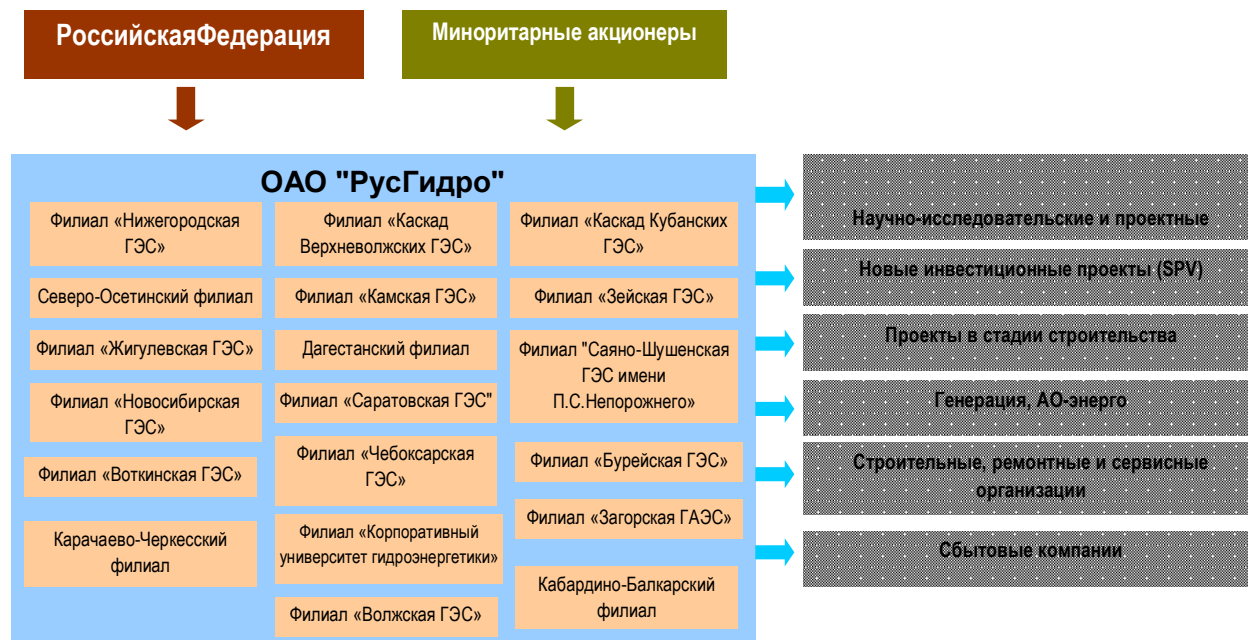 РоссийскаяФедерация
Миноритарные акционеры
ОАО "РусГидро"
Филиал «Нижегородская
ГЭС»
Северо-Осетинский филиал
Филиал «Жигулевская ГЭС»
Филиал «Новосибирская
ГЭС»
Филиал «Воткинская ГЭС»
Карачаево-Черкесский
филиал
Филиал «Каскад
Верхневолжских ГЭС»
Филиал «Камская ГЭС»
Дагестанский филиал
Филиал «Саратовская ГЭС"
Филиал «Чебоксарская
ГЭС»
Филиал «Корпоративный
университет гидроэнергетики»
Филиал «Волжская ГЭС»
Филиал «Каскад Кубанских
ГЭС»
Филиал «Зейская ГЭС»
Филиал "Саяно-Шушенская
ГЭС имени
П.С.Непорожнего»
Филиал «Бурейская ГЭС»
Филиал «Загорская ГАЭС»
Кабардино-Балкарский
филиал
Научно-исследовательские и проектные
Новые инвестиционные проекты (SPV)
Проекты в стадии строительства
Генерация, АО-энерго
Строительные, ремонтные и сервисные
организации
Сбытовые компании